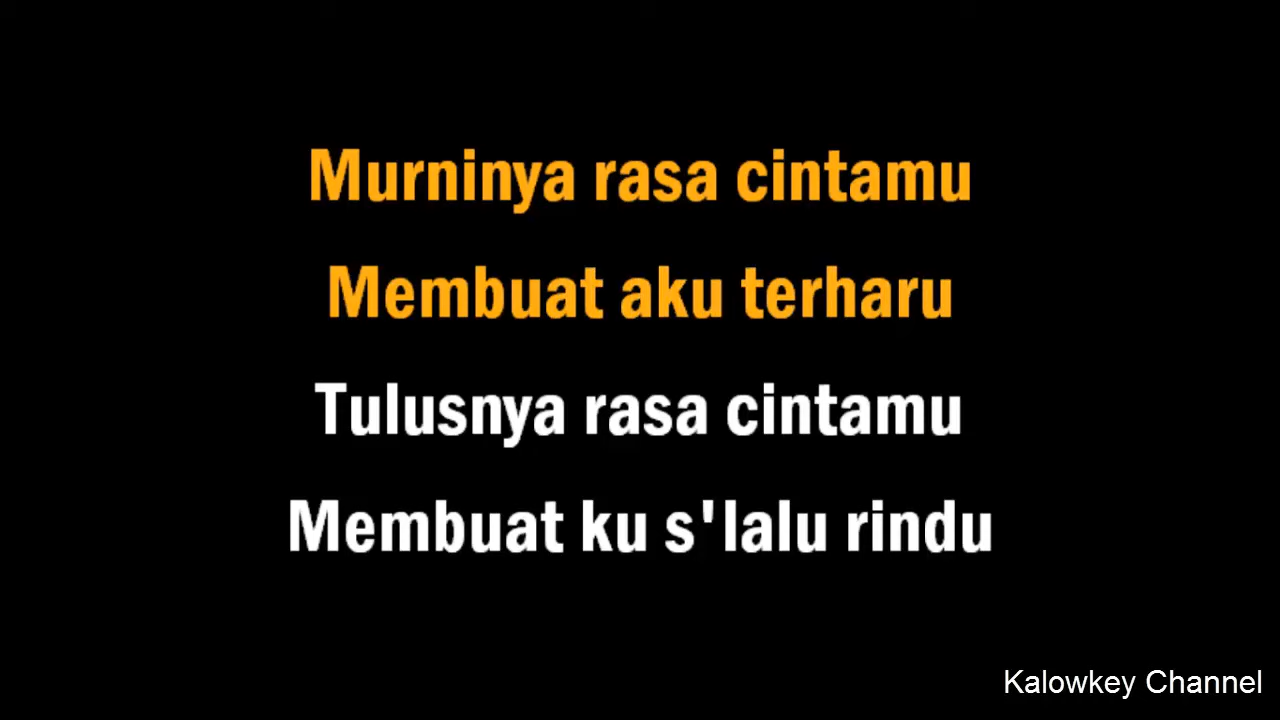 Murninya rasa cintamu
Membuat aku terharu
Tulusnya rasa cintamu
Membuat ku s'lalu rindu
Kalowkey Channel